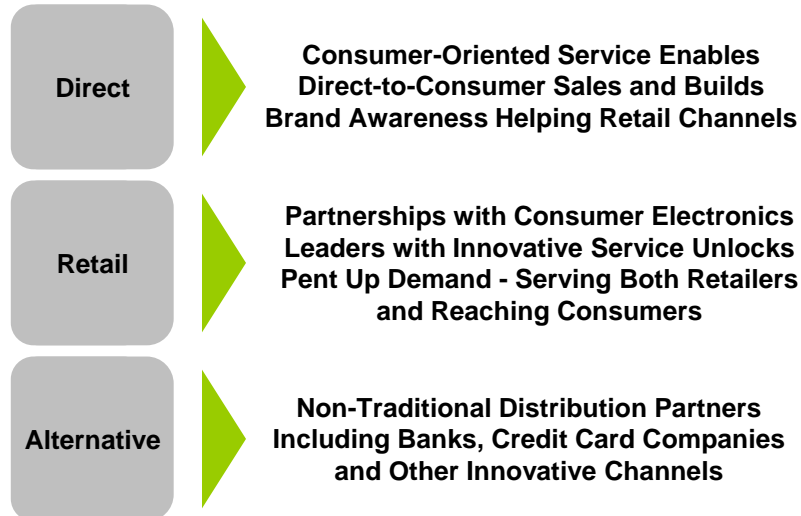 Direct
Consumer-Oriented Service Enables
Direct-to-Consumer Sales and Builds
Brand Awareness Helping Retail Channels
Retail
Partnerships with Consumer Electronics
Leaders with Innovative Service Unlocks
Pent Up Demand - Serving Both Retailers
and Reaching Consumers
Alternative
Non-Traditional Distribution Partners
Including Banks, Credit Card Companies
and Other Innovative Channels